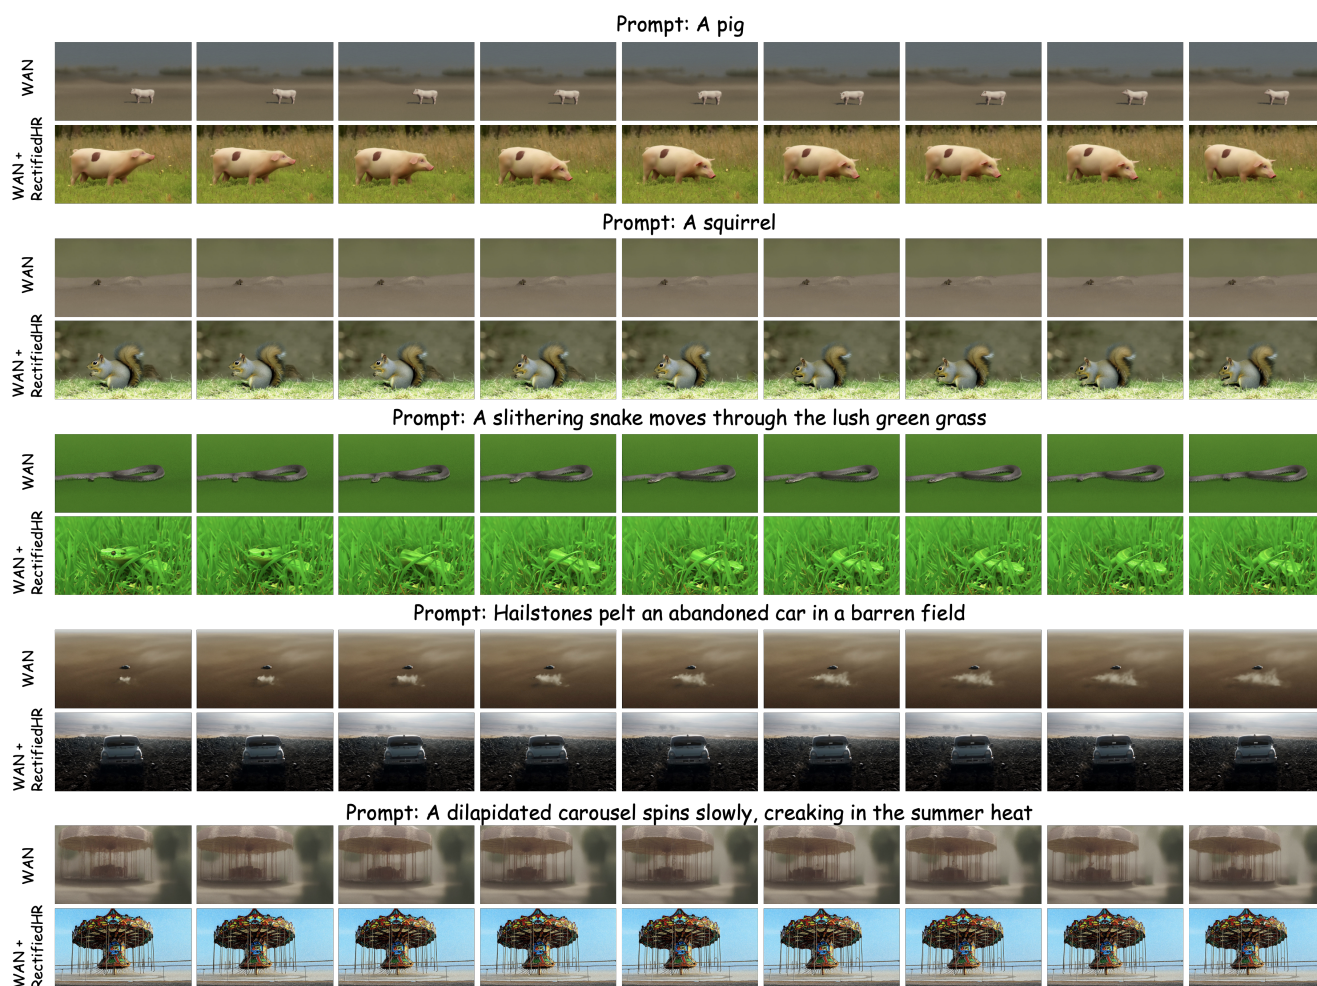 Prompt: A pig
WAN
WAN +
RectifiedHR
Prompt: A squirrel
WAN
WAN +
RectifiedHR
Prompt: A slithering snake moves through the lush green grass
WAN
WAN +
RectifiedHR
Prompt: Hailstones pelt an abandoned car in a barren field
WAN
WAN +
RectifiedHR
Prompt: A dilapidated carousel spins slowly, creaking in the summer heat
WAN
WAN +
RectifiedHR